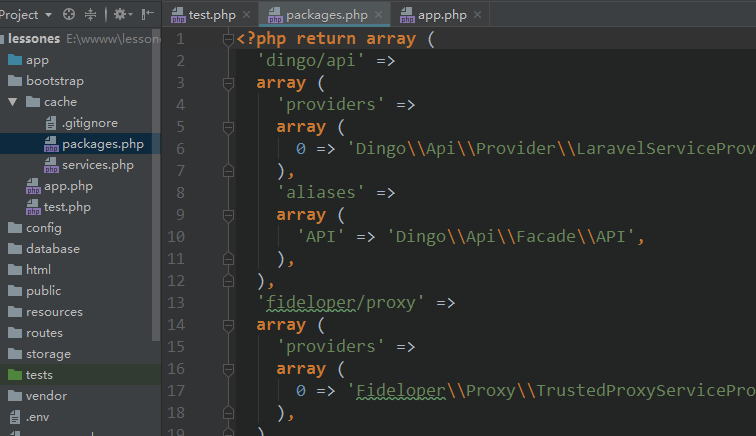 Project
test.php
packages.php
app.php
lessones E:\wwww\lessone
app
bootstrap
cache
.gitignore
packages.php
services.php
app.php
test.php
config
database
html
public
resources
routes
storage
tests
vendor
.env
1 <?php return array (
2 'dingo/api' =>
3 array (
4 'providers' =>
5 array (
6 0 => 'Dingo\\Api\\Provider\\LaravelServiceProv
7 ),
8 'aliases' =>
9 array (
10 'API' => 'Dingo\\Api\\Facade\\API',
11 ),
12 ),
13 'fideloper/proxy' =>
14 array (
15 'providers' =>
16 array (
17 0 => 'Fideloper\\Proxy\\TrustedProxyServicePro
18 ),
19 )